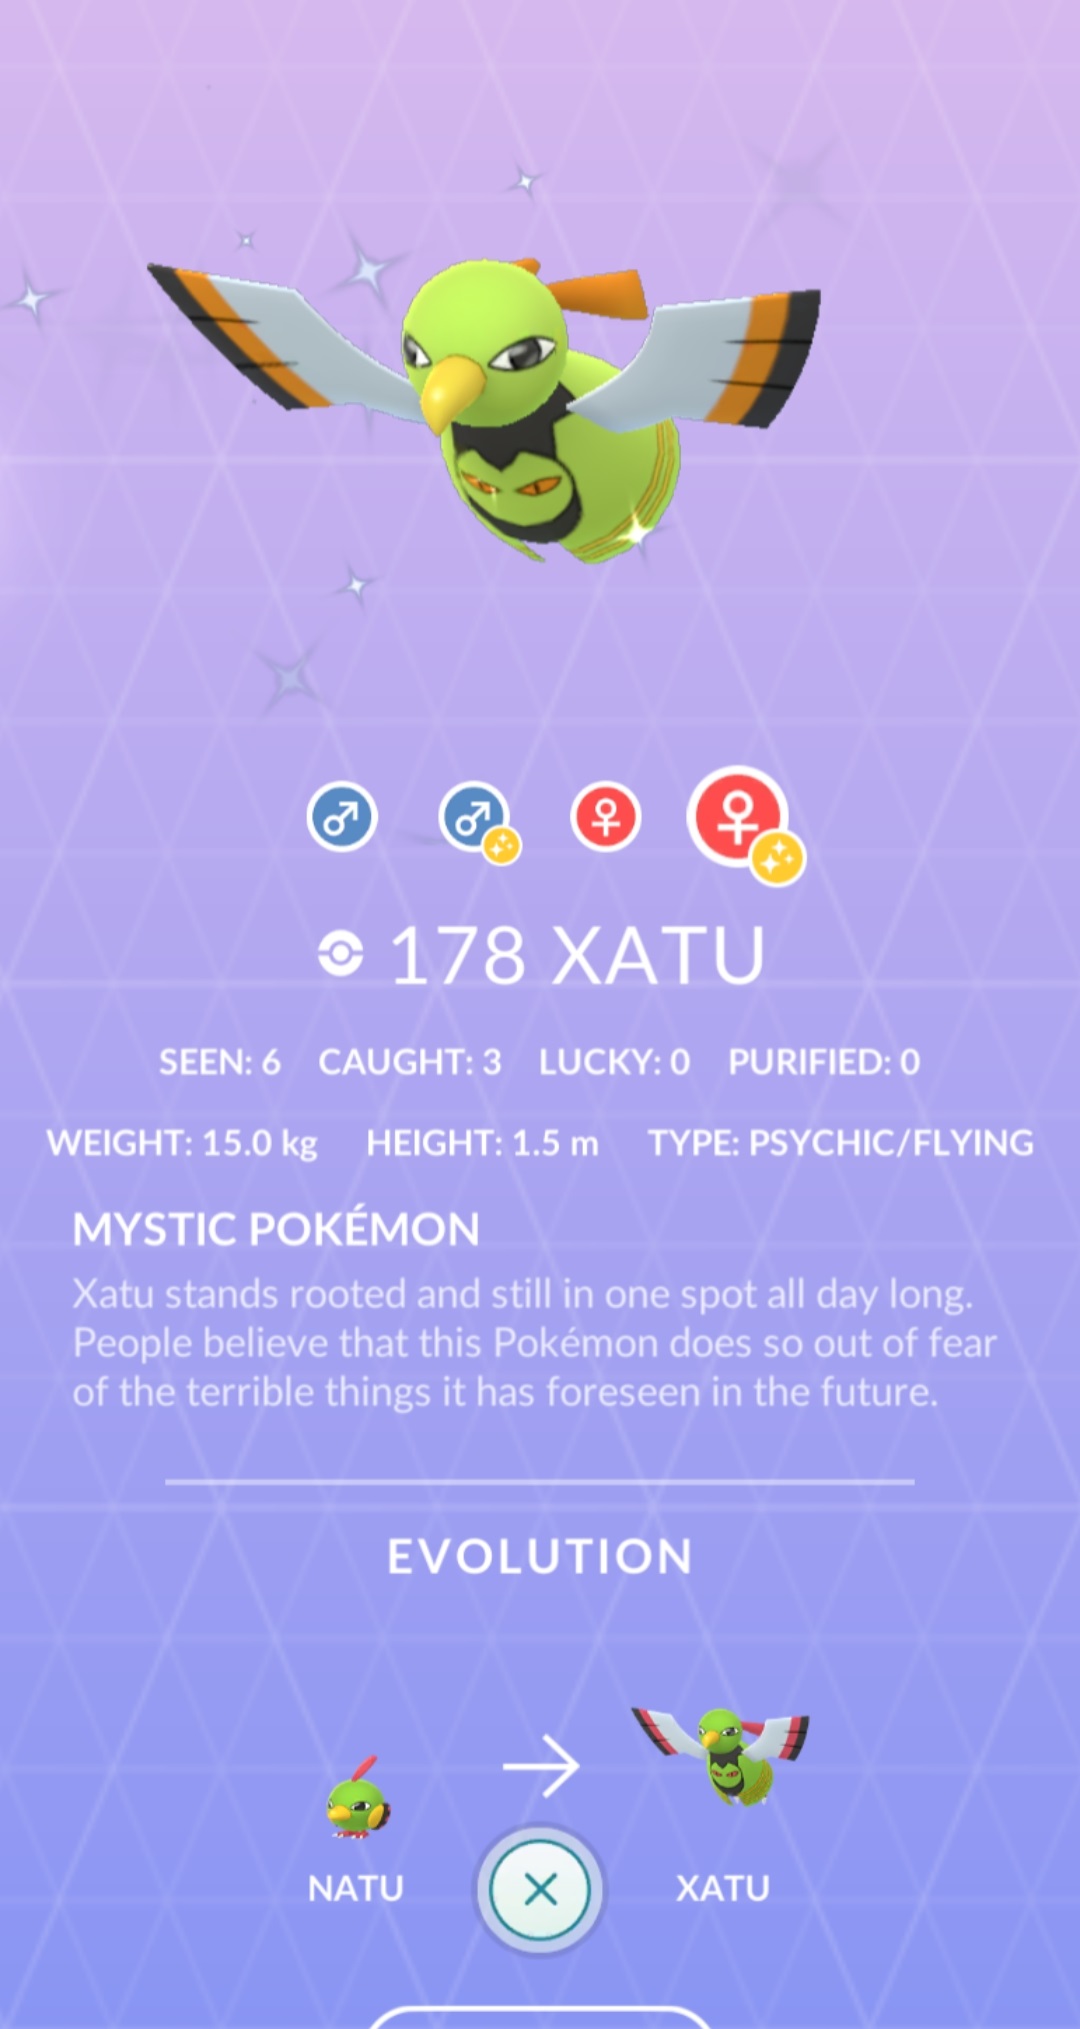 178 XATU
SEEN: 6 CAUGHT: 3 LUCKY: 0 PURIFIED: 0
WEIGHT: 15.0 kg HEIGHT: 1.5 m TYPE: PSYCHIC/FLYING
MYSTIC POKÉMON
Xatu stands rooted and still in one spot all day long.
People believe that this Pokémon does so out of fear
of the terrible things it has foreseen in the future.
EVOLUTION
NATU XATU